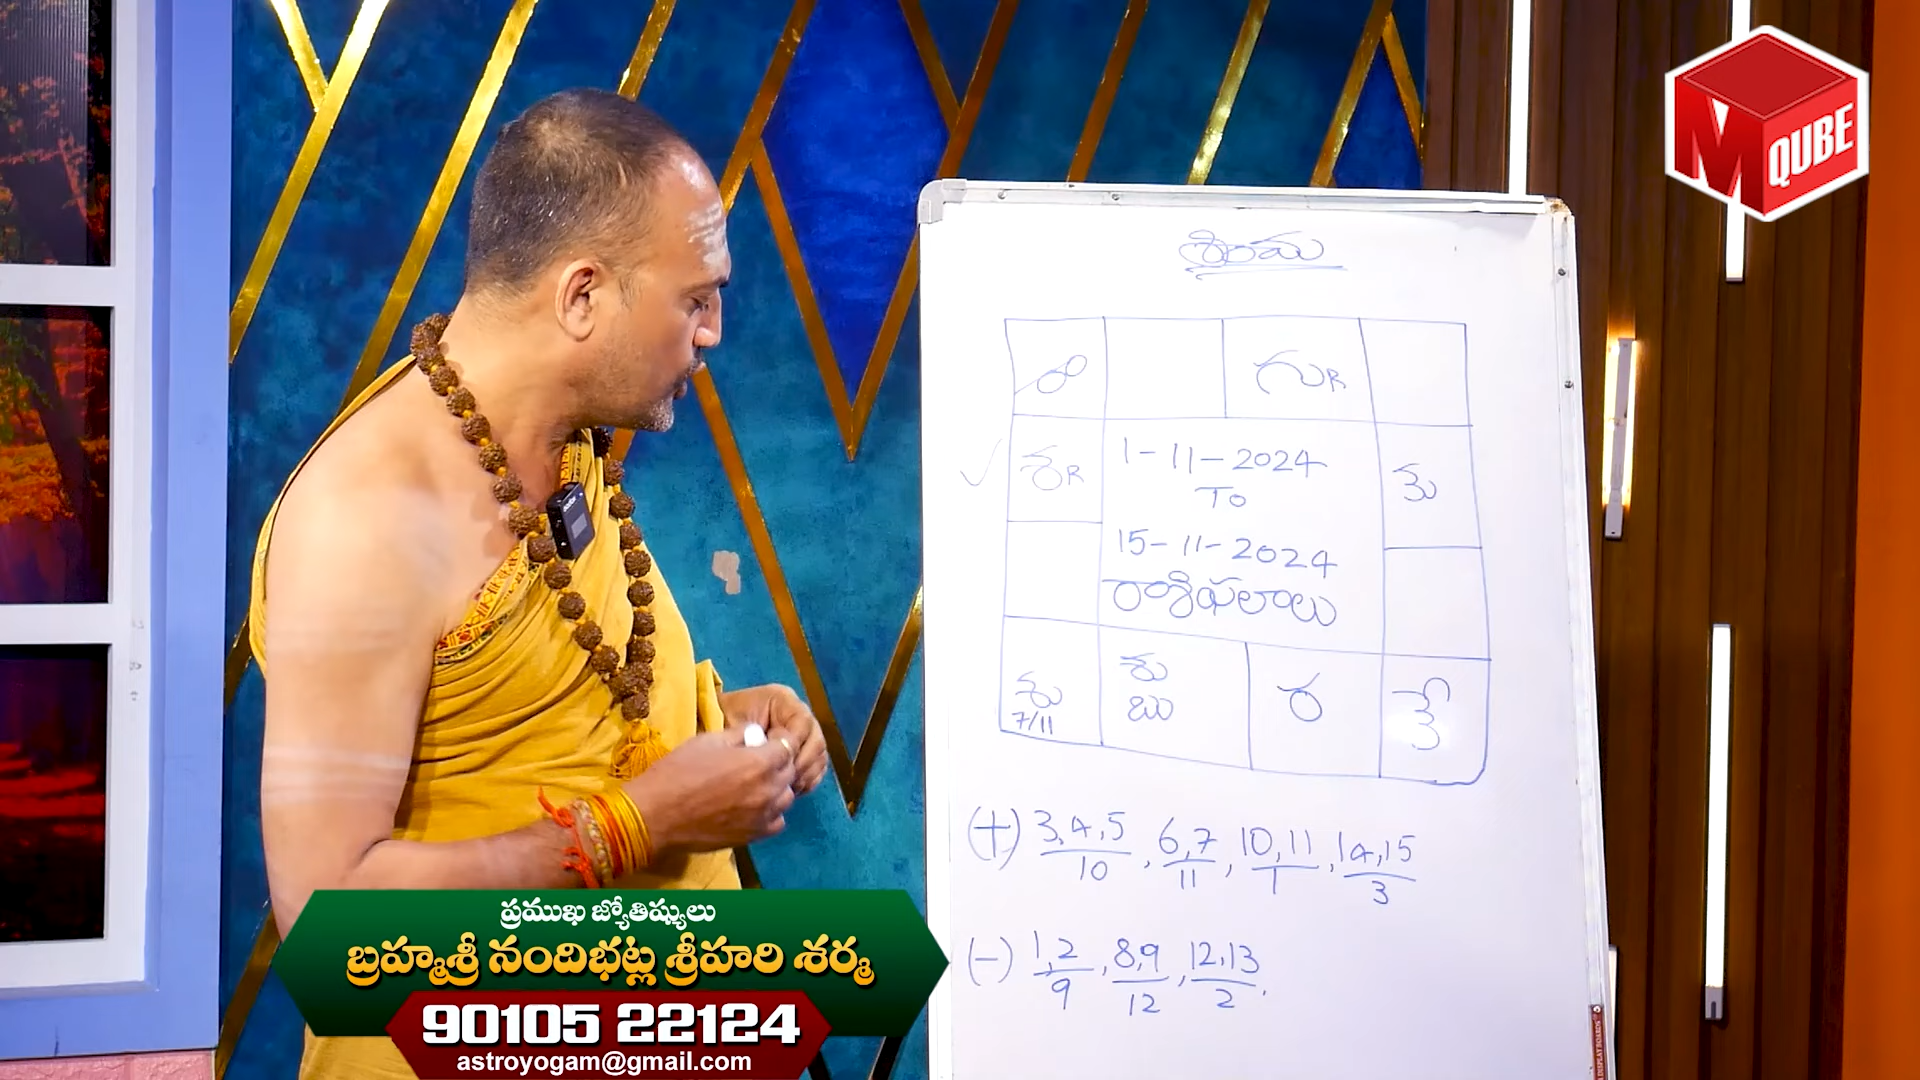 M QUBE
శ్రీరామ
రా
గు R
శ R
కు
1-11-2024
To
15-11-2024
రాశిఫలాలు
శు
7/11
శు
బు
ర
కే
(+) 3,4,5/10, 6,7/11, 10,11/1, 14,15/3
(-) 1,2/9, 8,9/12, 12,13/2.
ప్రముఖ జ్యోతిష్యులు
బ్రహ్మశ్రీ నందిభట్ల శ్రీహరి శర్మ
90105 22124
astroyogam@gmail.com